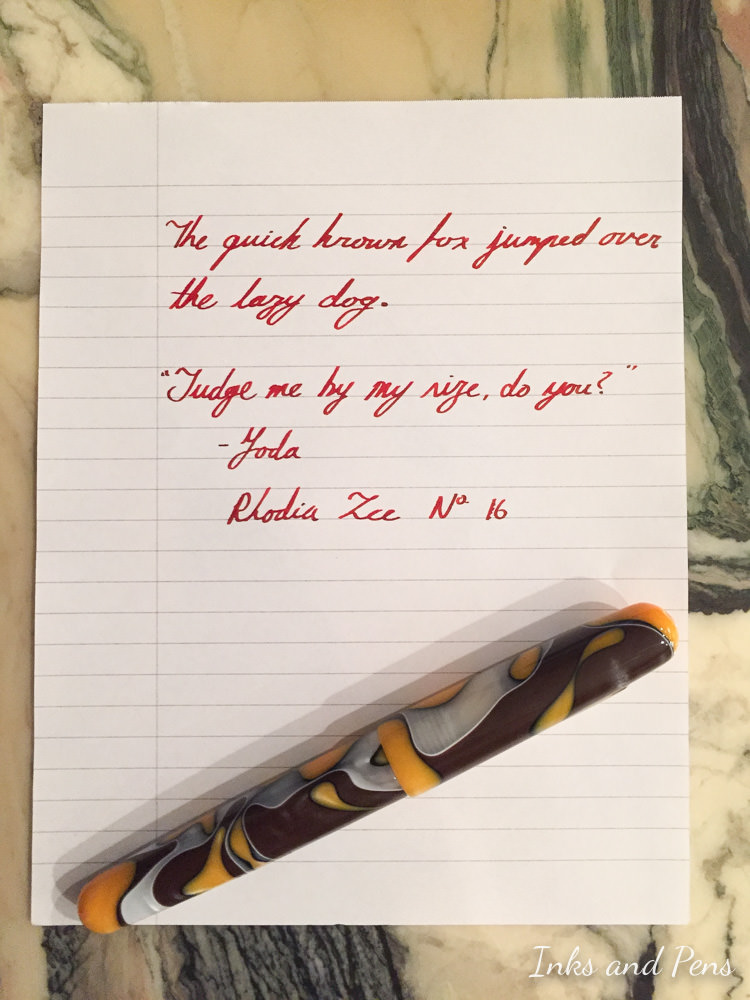 The quick brown fox jumped over
the lazy dog.
"Judge me by my size, do you?"
- Yoda
Rhodia Ice Nº 16
Inks and Pens